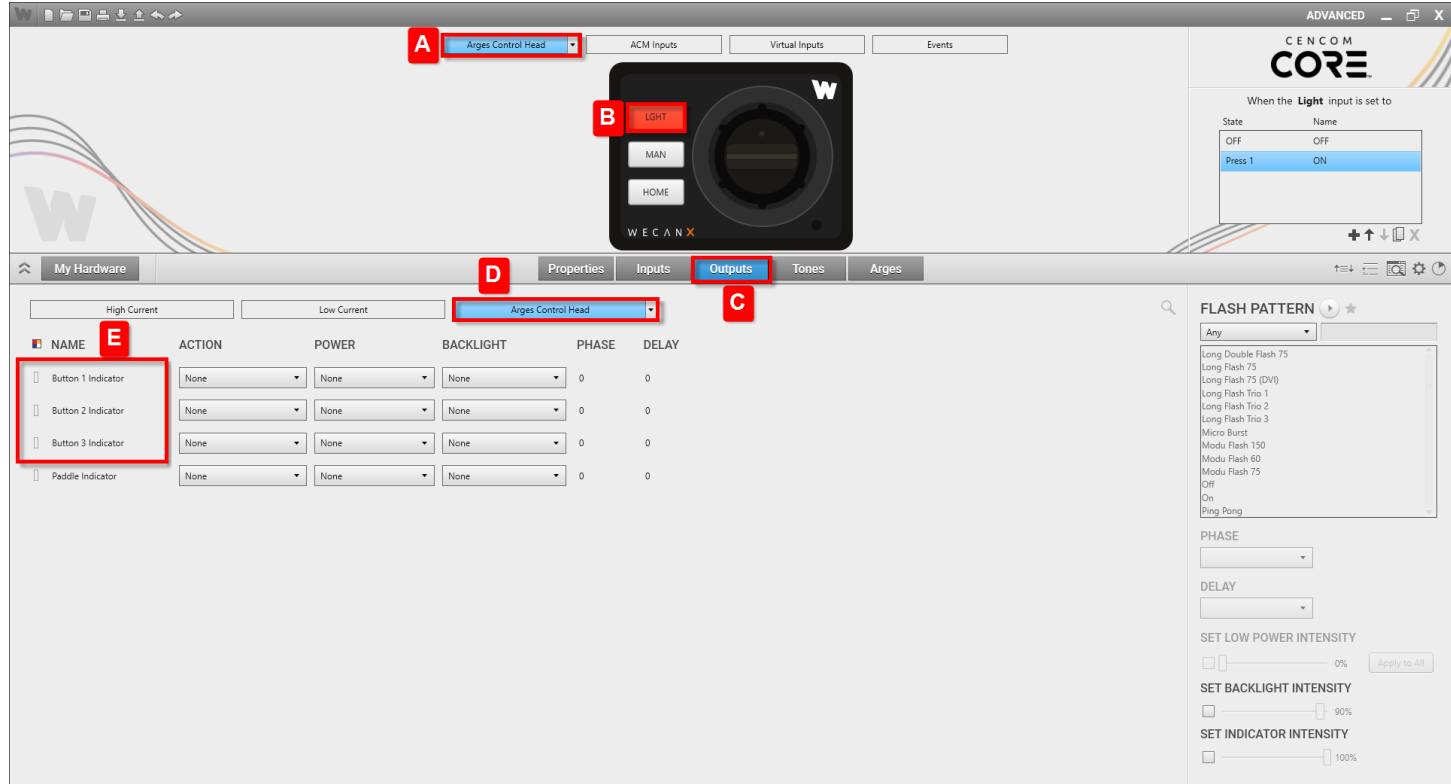 W
ADVANCED
X
A
Arges Control Head
ACM Inputs
Virtual Inputs
Events
CENCOM
CORE
B
LGHT
MAN
HOME
W
WECANX
When the Light input is set to
State Name
OFF OFF
Press 1 ON
X
W
My Hardware
D
Properties
Inputs
Outputs
Tones
Arges
C
High Current
Low Current
Arges Control Head
E
NAME ACTION POWER BACKLIGHT PHASE DELAY
Button 1 Indicator None None None 0 0
Button 2 Indicator None None None 0 0
Button 3 Indicator None None None 0 0
Paddle Indicator None None None 0 0
FLASH PATTERN
Any
Long Double Flash 75
Long Flash 75
Long Flash 75 (DVI)
Long Flash Trio 1
Long Flash Trio 2
Long Flash Trio 3
Micro Burst
Modu Flash 150
Modu Flash 60
Modu Flash 75
Off
On
Ping Pong
PHASE
DELAY
SET LOW POWER INTENSITY
0% Apply to All
SET BACKLIGHT INTENSITY
90%
SET INDICATOR INTENSITY
100%